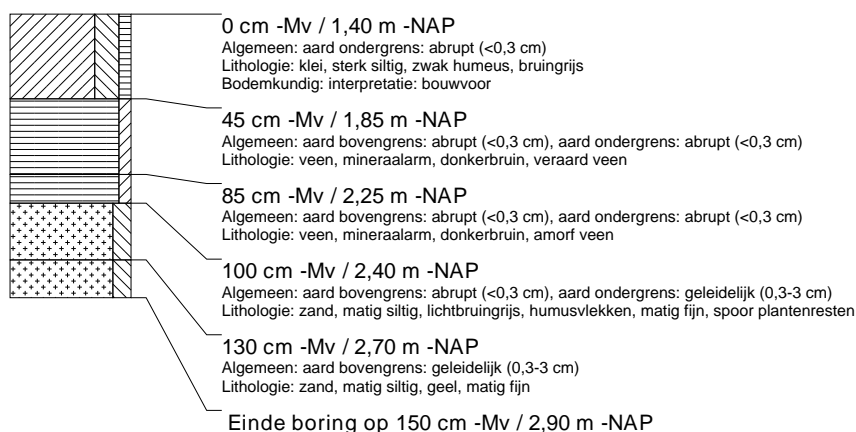 0 cm -Mv / 1,40 m -NAP
Algemeen: aard ondergrens: abrupt (<0,3 cm)
Lithologie: klei, sterk siltig, zwak humeus, bruingrijs
Bodemkundig: interpretatie: bouwvoor
45 cm -Mv / 1,85 m -NAP
Algemeen: aard bovengrens: abrupt (<0,3 cm), aard ondergrens: abrupt (<0,3 cm)
Lithologie: veen, mineraalarm, donkerbruin, veraard veen
85 cm -Mv / 2,25 m -NAP
Algemeen: aard bovengrens: abrupt (<0,3 cm), aard ondergrens: abrupt (<0,3 cm)
Lithologie: veen, mineraalarm, donkerbruin, amorf veen
100 cm -Mv / 2,40 m -NAP
Algemeen: aard bovengrens: abrupt (<0,3 cm), aard ondergrens: geleidelijk (0,3-3 cm)
Lithologie: zand, matig siltig, lichtbruingrijs, humusvlekken, matig fijn, spoor plantenresten
130 cm -Mv / 2,70 m -NAP
Algemeen: aard bovengrens: geleidelijk (0,3-3 cm)
Lithologie: zand, matig siltig, geel, matig fijn
Einde boring op 150 cm -Mv / 2,90 m -NAP